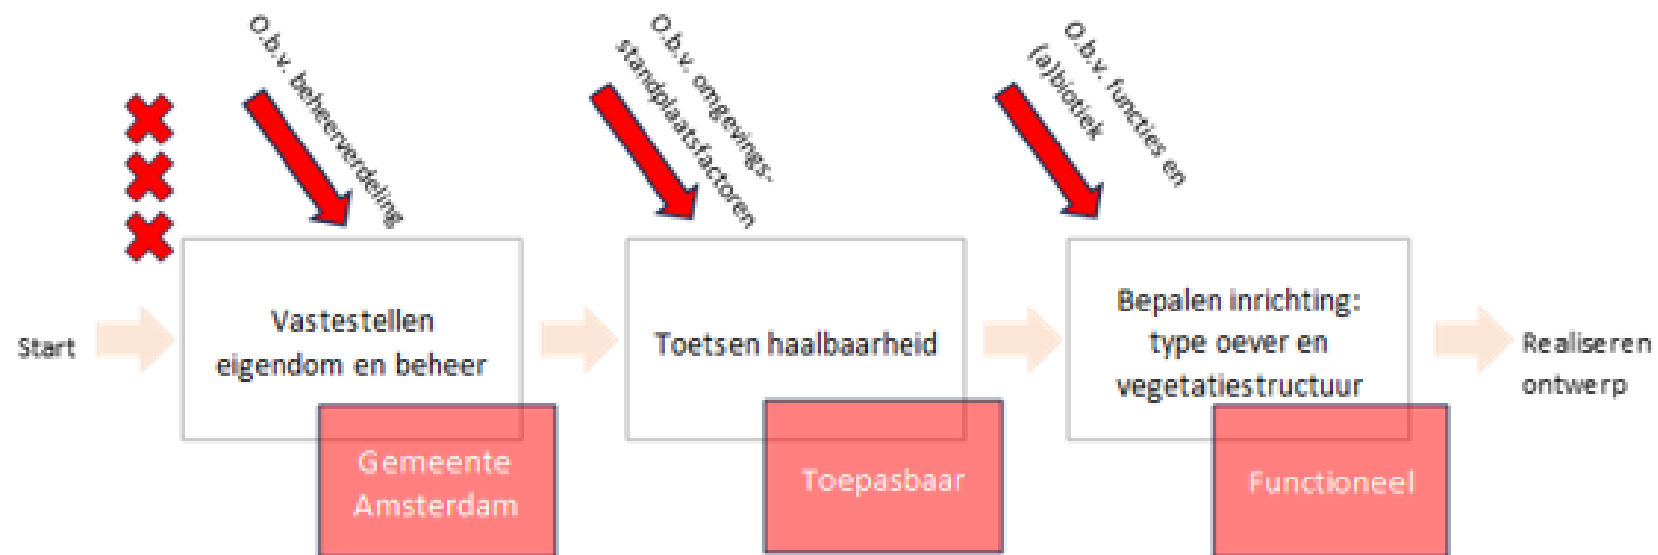 O.b.v. beheerverdeling
O.b.v. omgevings-
standplaatsfactoren
O.b.v. functies en
(a)biotiek
Start
Vastestellen
eigendom en beheer
Gemeente
Amsterdam
Toetsen haalbaarheid
Toepasbaar
Bepalen inrichting:
type oever en
vegetatiestructuur
Functioneel
Realiseren
ontwerp